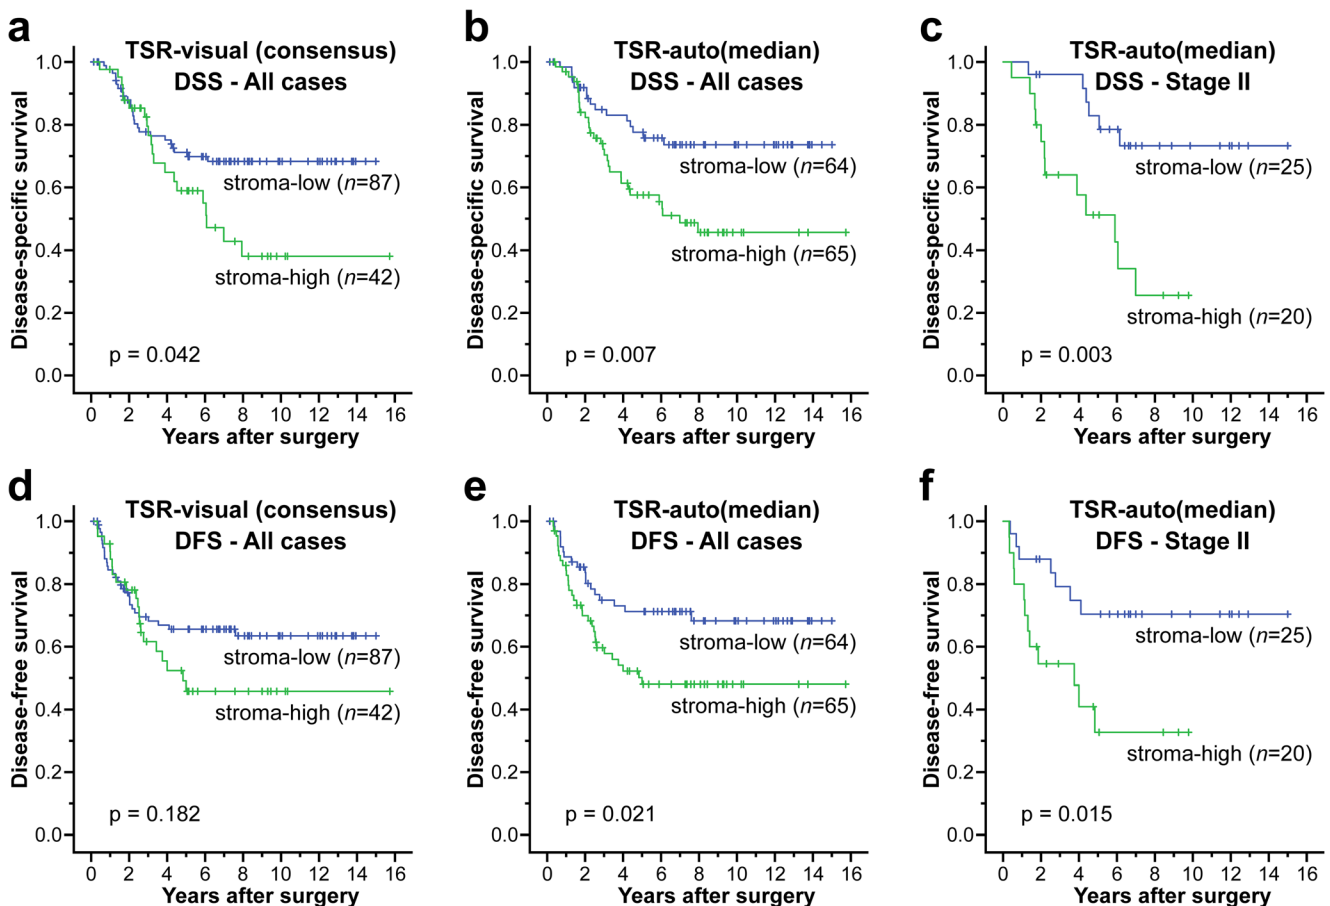 a
TSR-visual (consensus)
DSS - All cases
Disease-specific survival
1.0
0.8
0.6
0.4
0.2
0.0
stroma-low (n=87)
stroma-high (n=42)
p = 0.042
0 2 4 6 8 10 12 14 16
Years after surgery
b
TSR-auto(median)
DSS - All cases
Disease-specific survival
1.0
0.8
0.6
0.4
0.2
0.0
stroma-low (n=64)
stroma-high (n=65)
p = 0.007
0 2 4 6 8 10 12 14 16
Years after surgery
c
TSR-auto(median)
DSS - Stage II
Disease-specific survival
1.0
0.8
0.6
0.4
0.2
0.0
stroma-low (n=25)
stroma-high (n=20)
p = 0.003
0 2 4 6 8 10 12 14 16
Years after surgery
d
TSR-visual (consensus)
DFS - All cases
Disease-free survival
1.0
0.8
0.6
0.4
0.2
0.0
stroma-low (n=87)
stroma-high (n=42)
p = 0.182
0 2 4 6 8 10 12 14 16
Years after surgery
e
TSR-auto(median)
DFS - All cases
Disease-free survival
1.0
0.8
0.6
0.4
0.2
0.0
stroma-low (n=64)
stroma-high (n=65)
p = 0.021
0 2 4 6 8 10 12 14 16
Years after surgery
f
TSR-auto(median)
DFS - Stage II
Disease-free survival
1.0
0.8
0.6
0.4
0.2
0.0
stroma-low (n=25)
stroma-high (n=20)
p = 0.015
0 2 4 6 8 10 12 14 16
Years after surgery